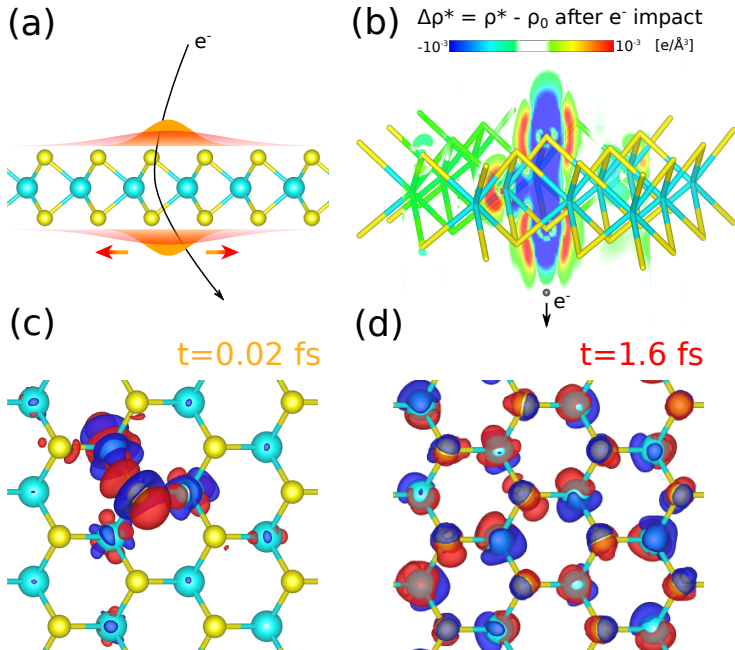 (a)
e⁻
(b)
Δρ* = ρ* - ρ₀ after e⁻ impact
-10⁻³ 10⁻³ [e/Å³]
e⁻
(c)
t=0.02 fs
(d)
t=1.6 fs